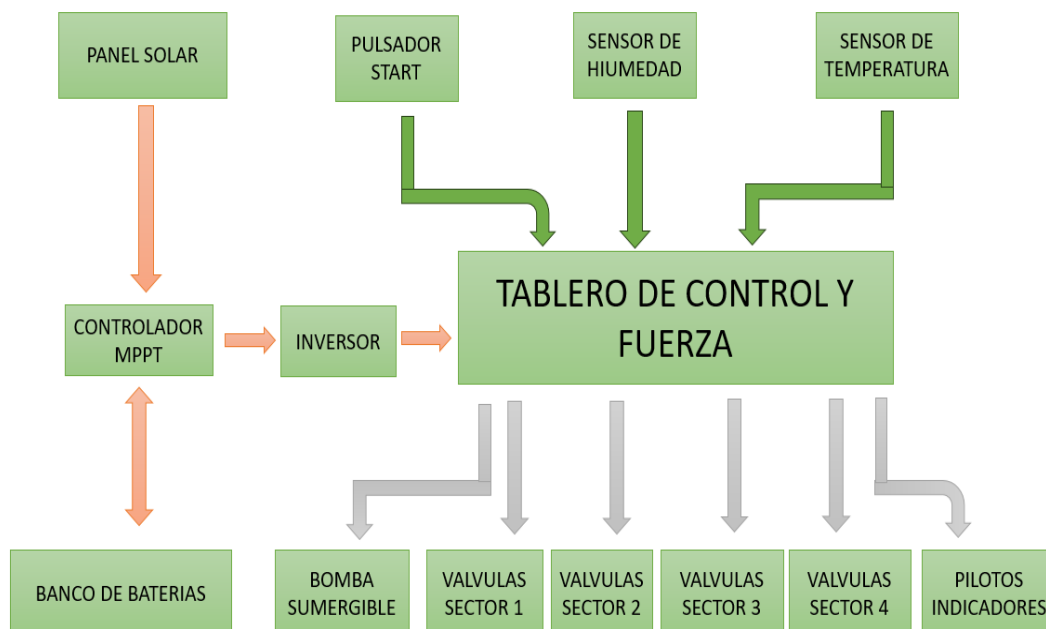 PANEL SOLAR
PULSADOR
START
SENSOR DE
HIUMEDAD
SENSOR DE
TEMPERATURA
TABLERO DE CONTROL Y
FUERZA
CONTROLADOR
MPPT
INVERSOR
BANCO DE BATERIAS
BOMBA
SUMERGIBLE
VALVULAS
SECTOR 1
VALVULAS
SECTOR 2
VALVULAS
SECTOR 3
VALVULAS
SECTOR 4
PILOTOS
INDICADORES